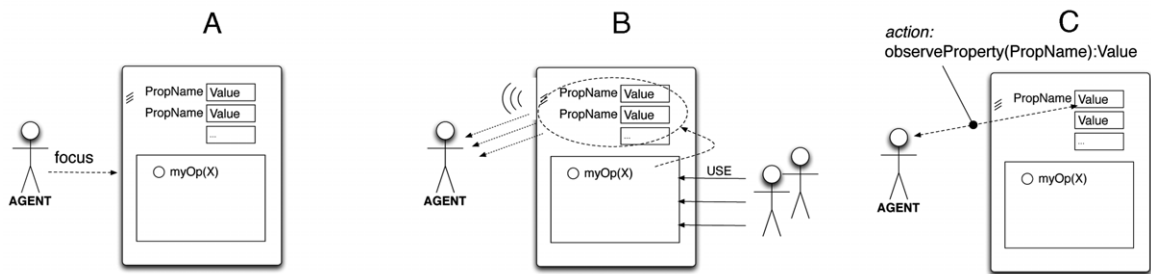 A
PropName Value
PropName Value
...
focus
myOp(X)
AGENT
B
PropName Value
PropName Value
...
myOp(X)
USE
AGENT
C
action:
observeProperty(PropName):Value
PropName Value
Value
...
myOp(X)
AGENT